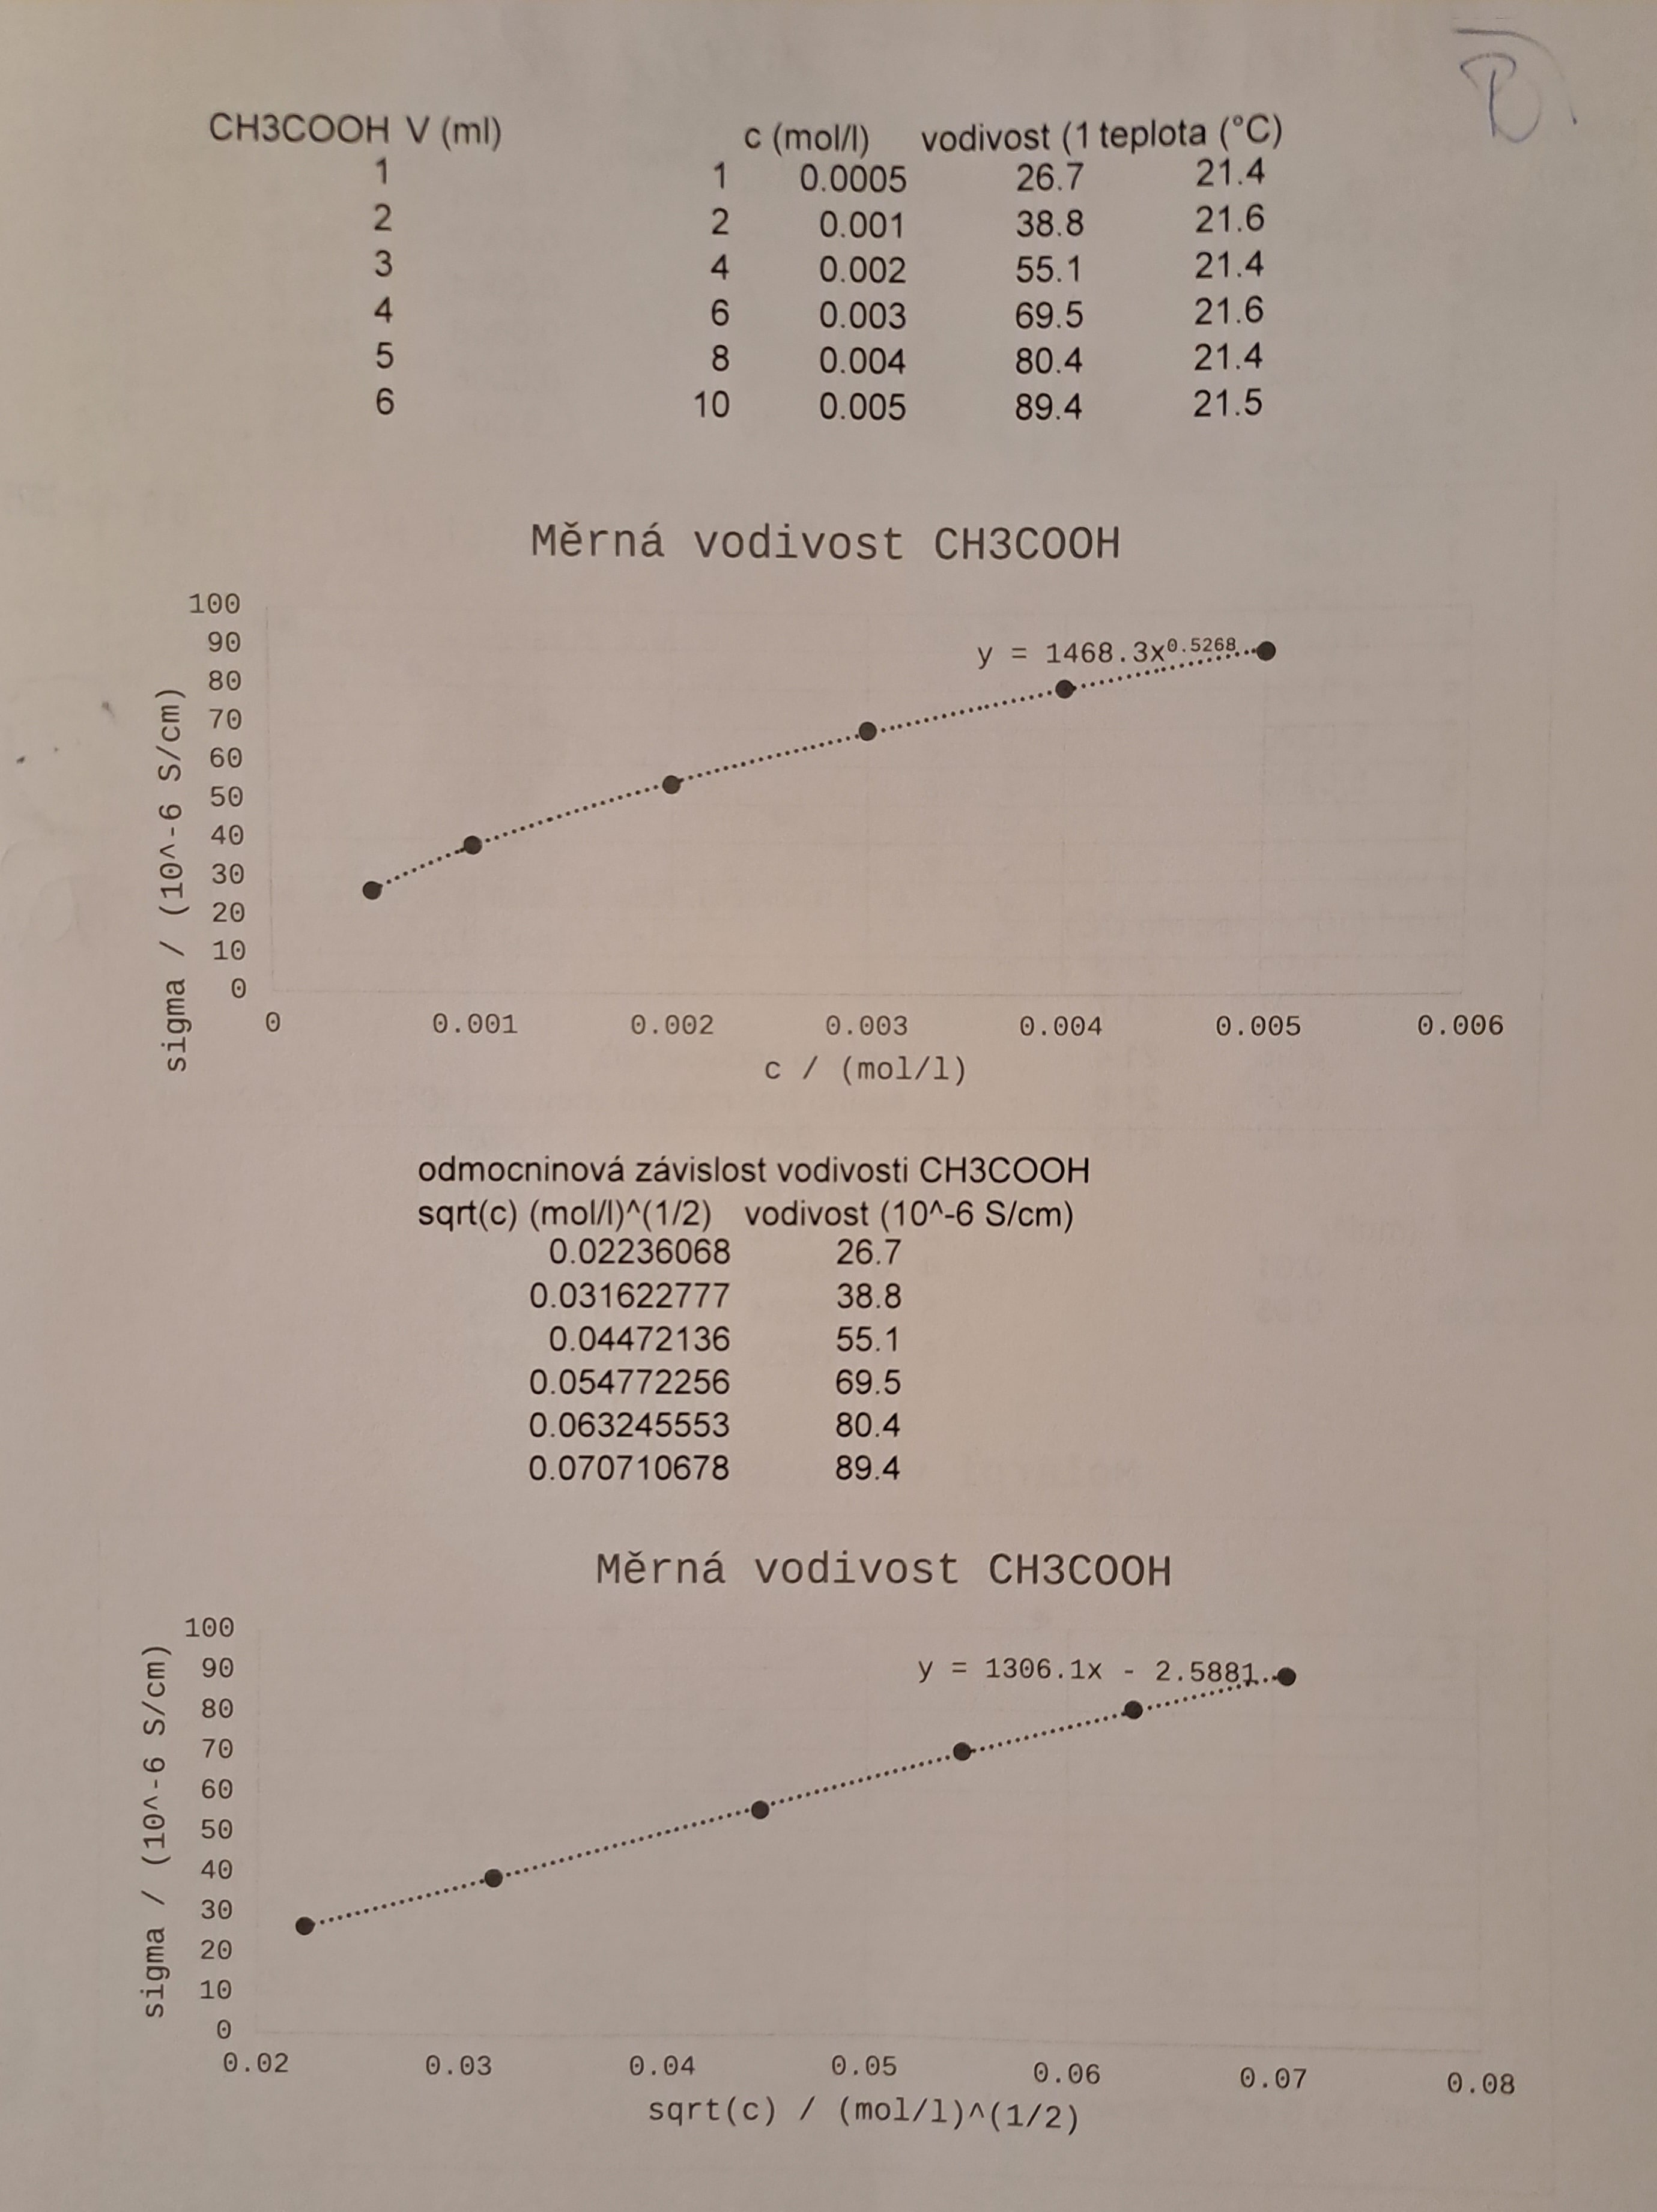 CH3COOH V (ml) c (mol/l) vodivost (1 teplota (°C)
1 1 0.0005 26.7 21.4
2 2 0.001 38.8 21.6
3 4 0.002 55.1 21.4
4 6 0.003 69.5 21.6
5 8 0.004 80.4 21.4
6 10 0.005 89.4 21.5
Měrná vodivost CH3COOH
sigma / (10^-6 S/cm)
100
90
80
70
60
50
40
30
20
10
0
y = 1468.3x^0.5268
0 0.001 0.002 0.003 0.004 0.005 0.006
c / (mol/l)
odmocninová závislost vodivosti CH3COOH
sqrt(c) (mol/l)^(1/2) vodivost (10^-6 S/cm)
0.02236068 26.7
0.031622777 38.8
0.04472136 55.1
0.054772256 69.5
0.063245553 80.4
0.070710678 89.4
Měrná vodivost CH3COOH
sigma / (10^-6 S/cm)
100
90
80
70
60
50
40
30
20
10
0
y = 1306.1x - 2.5881
0.02 0.03 0.04 0.05 0.06 0.07 0.08
sqrt(c) / (mol/l)^(1/2)